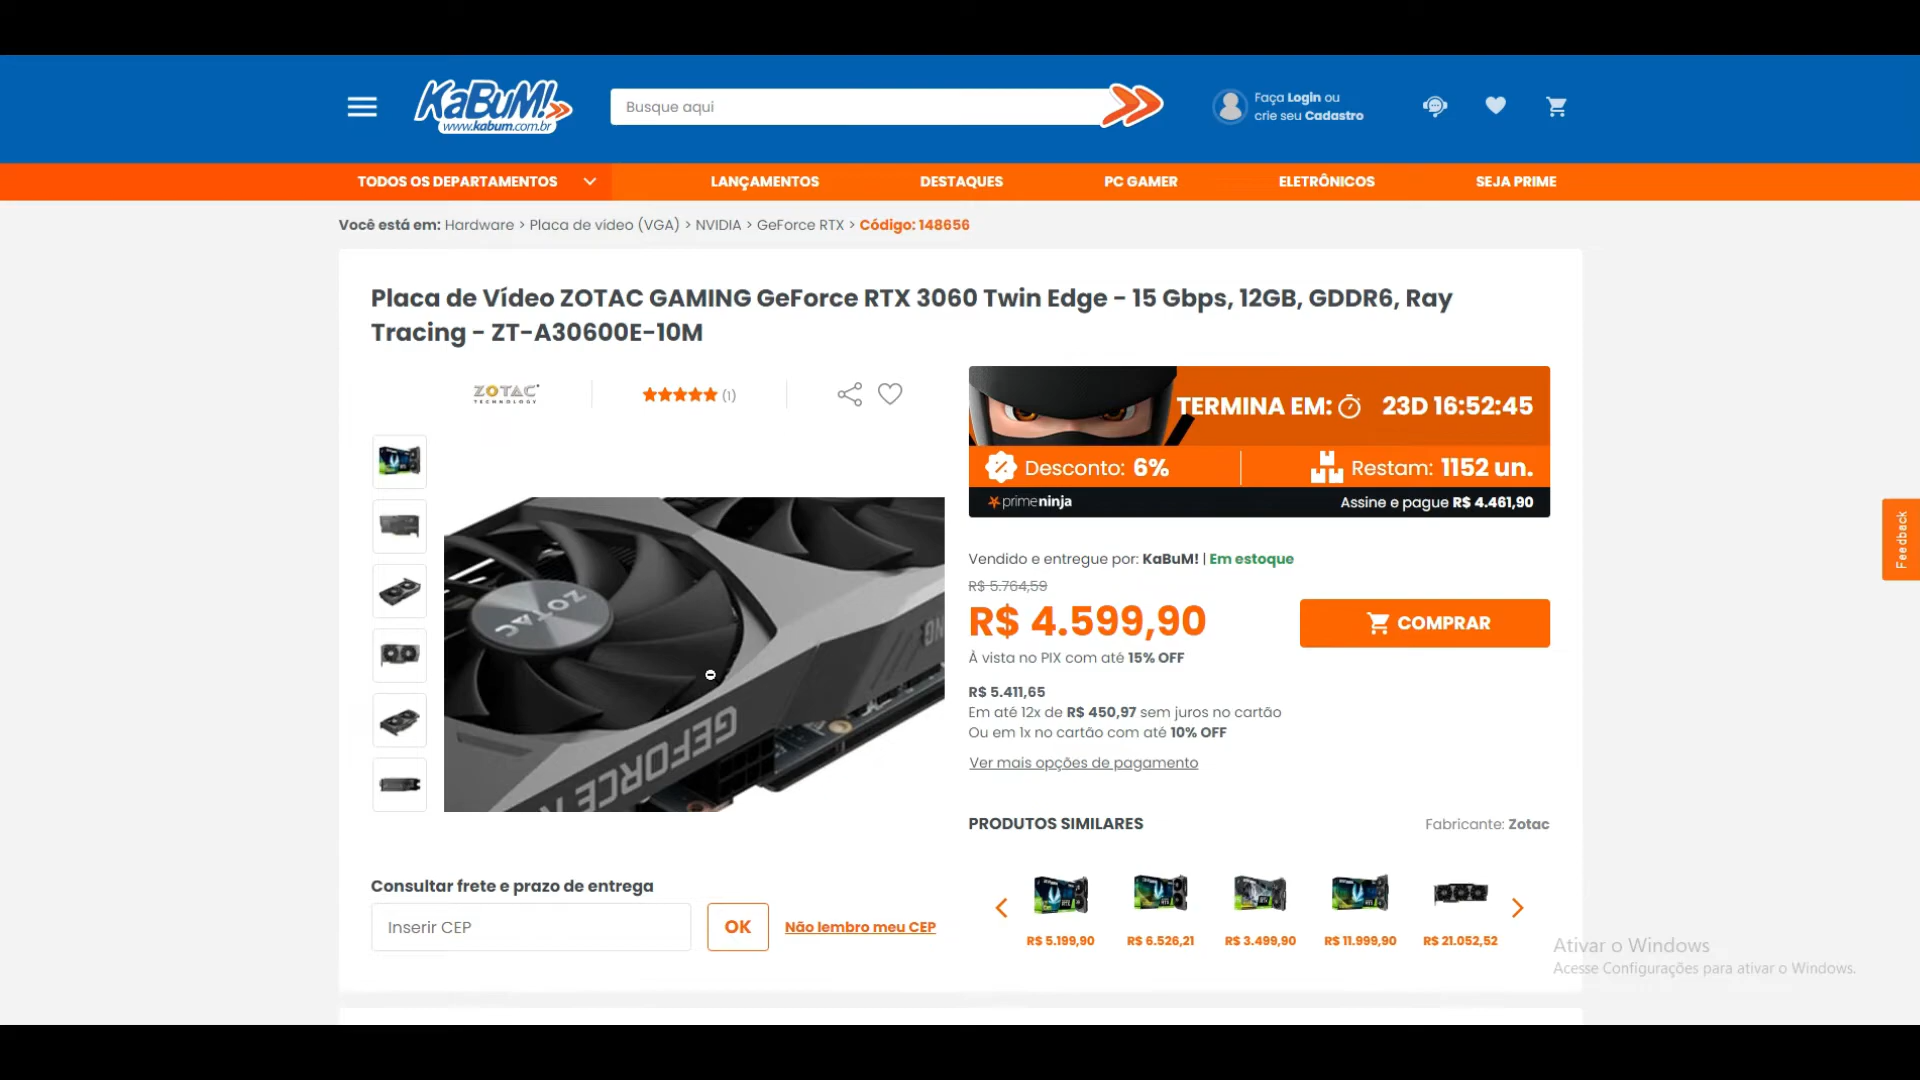 KaBuM!
www.kabum.com.br
Busque aqui
Faça Login ou
crie seu Cadastro
TODOS OS DEPARTAMENTOS
LANÇAMENTOS
DESTAQUES
PC GAMER
ELETRÔNICOS
SEJA PRIME
Você está em: Hardware > Placa de vídeo (VGA) > NVIDIA > GeForce RTX > Código: 148656
Placa de Vídeo ZOTAC GAMING GeForce RTX 3060 Twin Edge - 15 Gbps, 12GB, GDDR6, Ray
Tracing - ZT-A30600E-10M
ZOTAC
TECHNOLOGY
(1)
TERMINA EM: 23D 16:52:45
Desconto: 6%
Restam: 1152 un.
primeninja
Assine e pague R$ 4.461,90
Feedback
Vendido e entregue por: KaBuM! | Em estoque
R$ 5.764,59
R$ 4.599,90
COMPRAR
À vista no PIX com até 15% OFF
R$ 5.411,65
Em até 12x de R$ 450,97 sem juros no cartão
Ou em 1x no cartão com até 10% OFF
Ver mais opções de pagamento
ZOTAC
GEFORCE
PRODUTOS SIMILARES
Fabricante: Zotac
Consultar frete e prazo de entrega
Inserir CEP
OK
Não lembro meu CEP
R$ 5.199,90
R$ 6.526,21
R$ 3.499,90
R$ 11.999,90
R$ 21.052,52
Ativar o Windows
Acesse Configurações para ativar o Windows.